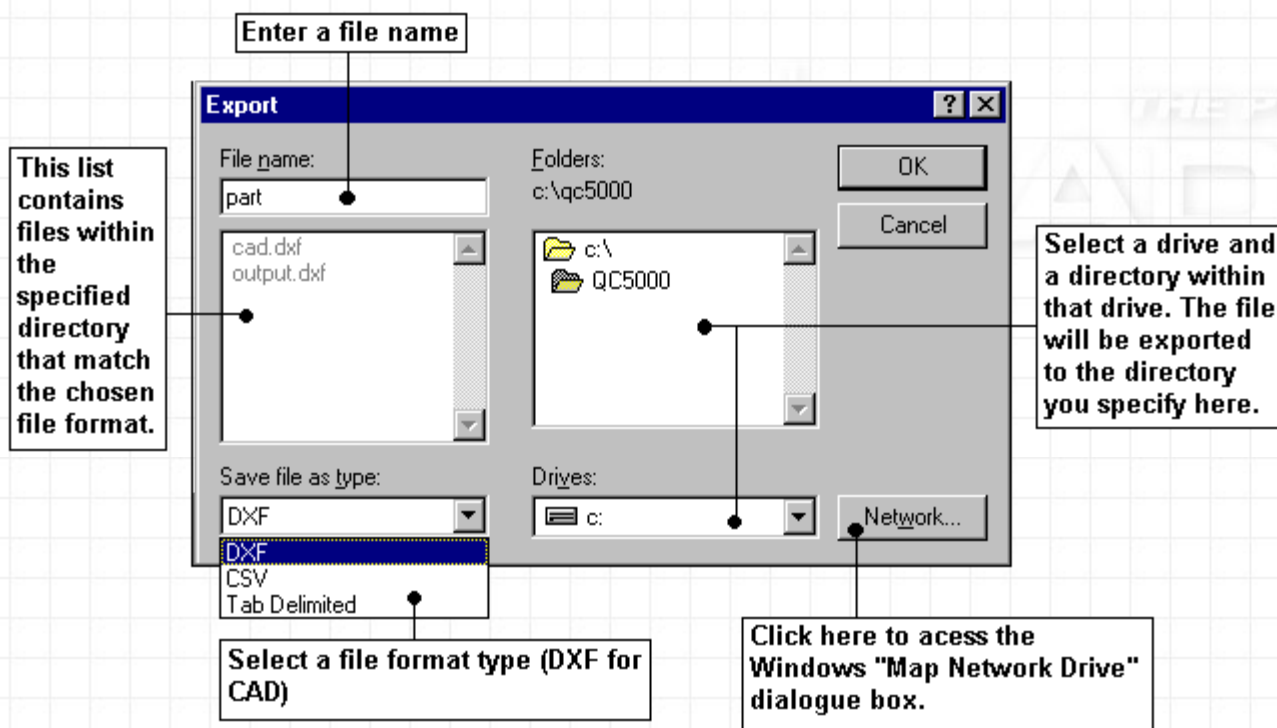 Enter a file name
Export
This list
contains
files within
the
specified
directory
that match
the chosen
file format.
File name:
part
cad.dxf
output.dxf
Folders:
c:\qc5000
c:\
QC5000
OK
Cancel
Select a drive and
a directory within
that drive. The file
will be exported
to the directory
you specify here.
Save file as type:
DXF
DXF
CSV
Tab Delimited
Drives:
c:
Network...
Select a file format type (DXF for
CAD)
Click here to acess the
Windows "Map Network Drive"
dialogue box.
THE P